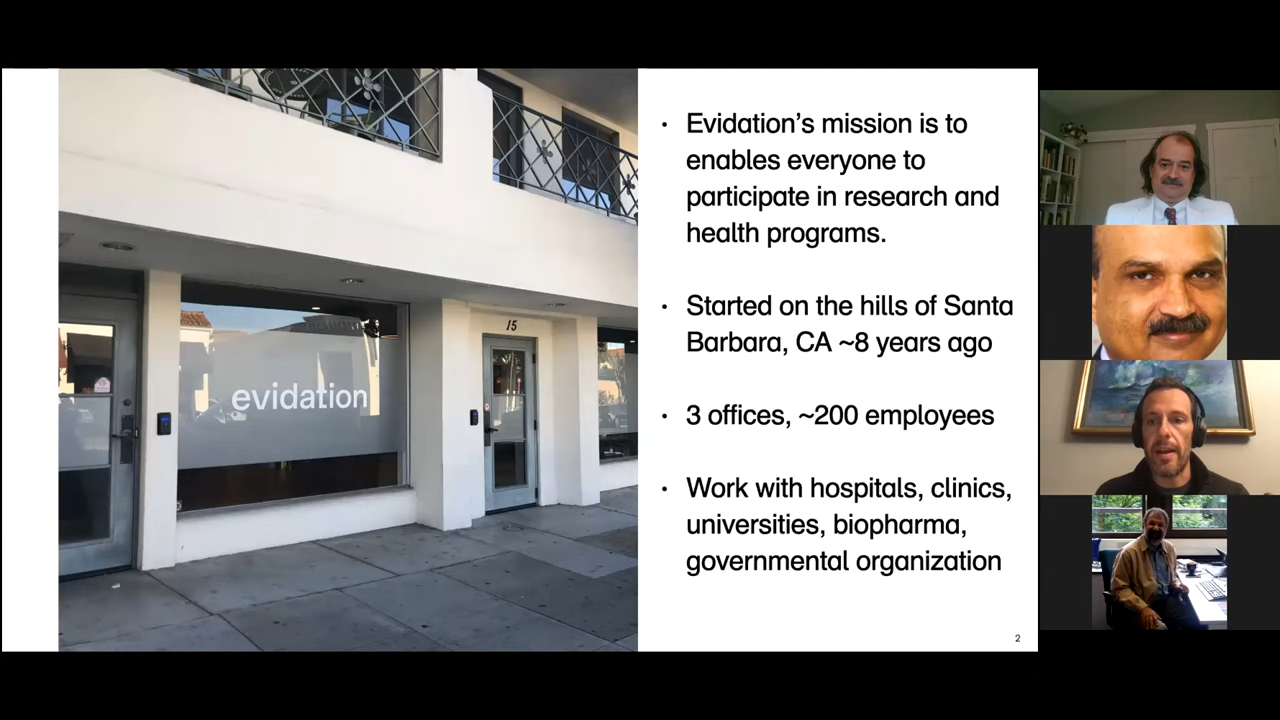 evidation
15
• Evidation’s mission is to
enables everyone to
participate in research and
health programs.
• Started on the hills of Santa
Barbara, CA ~8 years ago
• 3 offices, ~200 employees
• Work with hospitals, clinics,
universities, biopharma,
governmental organization
2